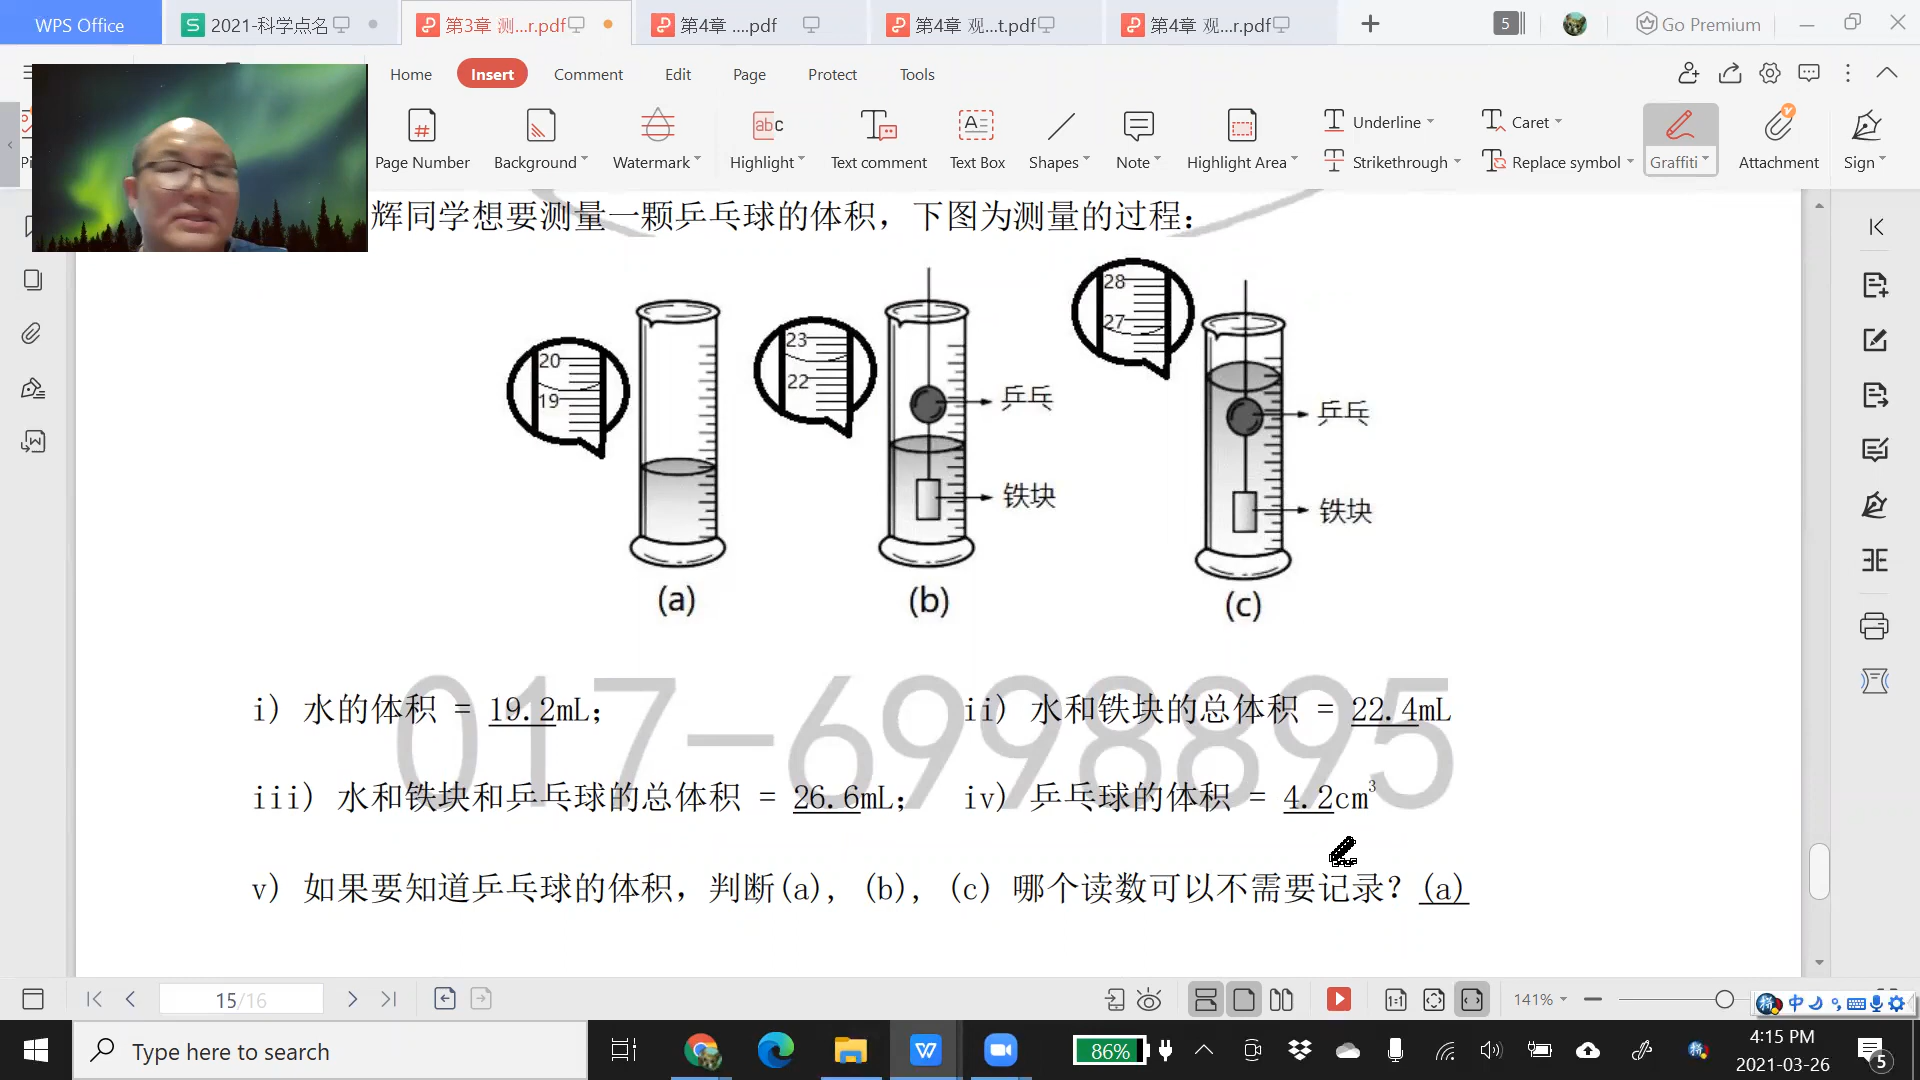 WPS Office
2021-科学点名
第3章 测...r.pdf
第4章 ....pdf
第4章 观...t.pdf
第4章 观...r.pdf
5
Go Premium
Home
Insert
Comment
Edit
Page
Protect
Tools
Page Number
Background
Watermark
Highlight
Text comment
Text Box
Shapes
Note
Highlight Area
Underline
Strikethrough
Caret
Replace symbol
Graffiti
Attachment
Sign
辉同学想要测量一颗乒乓球的体积，下图为测量的过程：
20
19
23
22
28
27
乒乓
铁块
乒乓
铁块
(a)
(b)
(c)
017-6998895
i) 水的体积 = 19.2mL；
ii) 水和铁块的总体积 = 22.4mL
iii) 水和铁块和乒乓球的总体积 = 26.6mL；
iv) 乒乓球的体积 = 4.2cm³
v) 如果要知道乒乓球的体积，判断(a), (b), (c) 哪个读数可以不需要记录？(a)
15/16
141%
中
Type here to search
86%
4:15 PM
2021-03-26
5